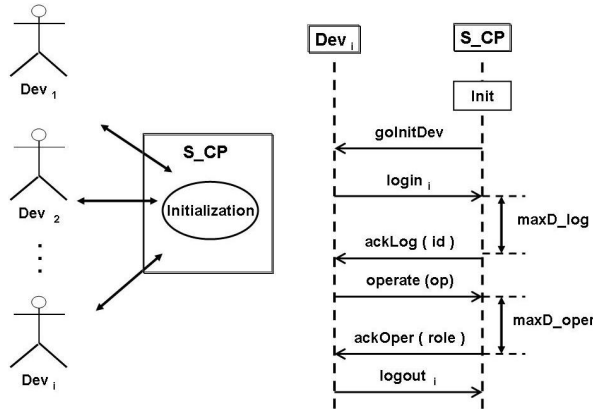 Dev 1
Dev 2
Dev i
S_CP
Initialization
Dev i
S_CP
Init
goInitDev
login i
maxD_log
ackLog ( id )
operate (op)
maxD_oper
ackOper ( role )
logout i